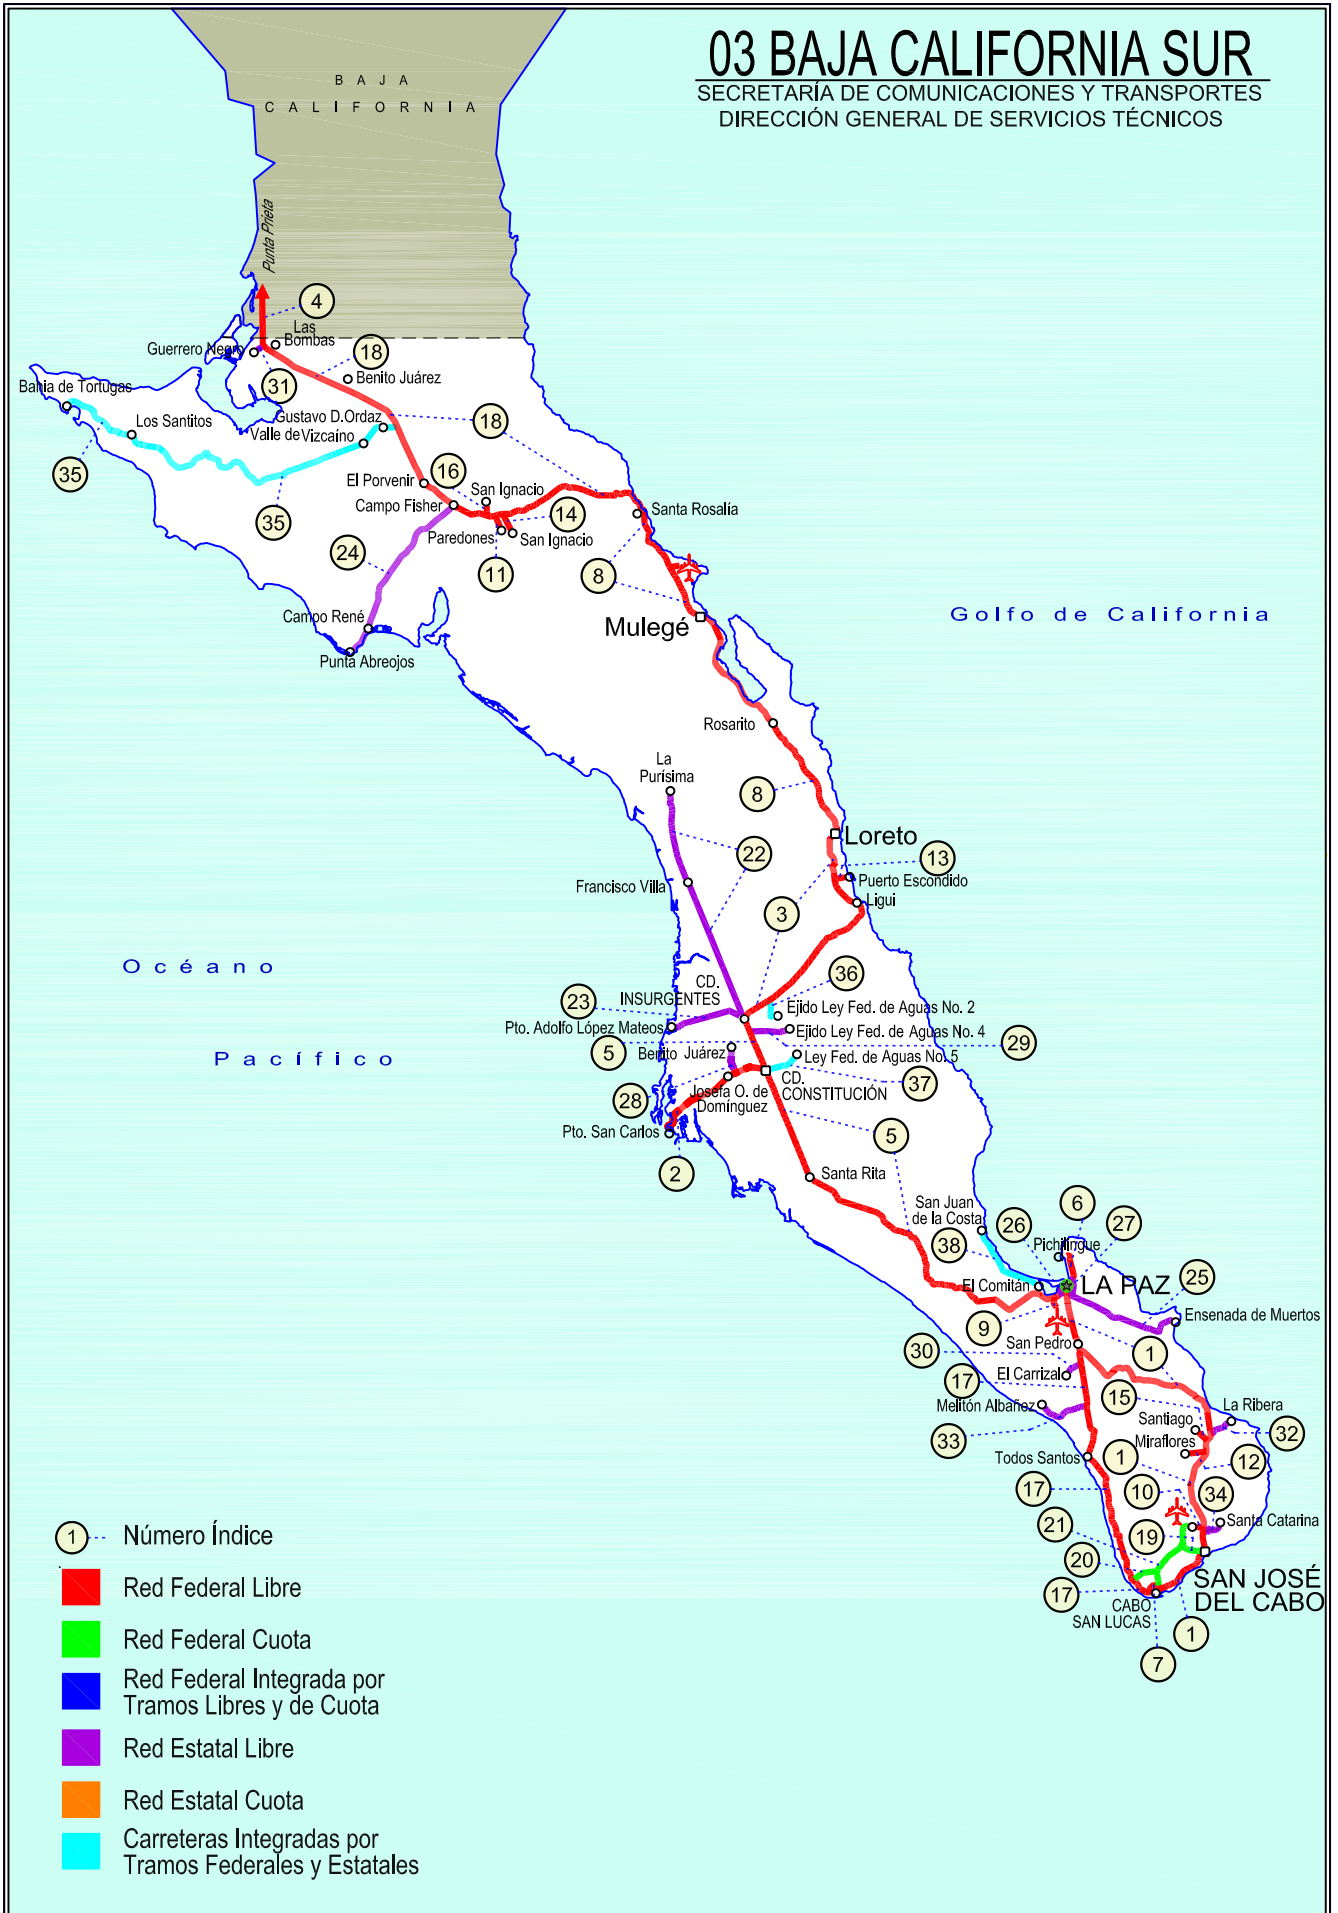 03 BAJA CALIFORNIA SUR
SECRETARÍA DE COMUNICACIONES Y TRANSPORTES
DIRECCIÓN GENERAL DE SERVICIOS TÉCNICOS
BAJA
CALIFORNIA
Punta Prieta
4
Las
Bombas
Guerrero Negro
18
31
Benito Juárez
Bahia de Tortugas
Los Santitos
Gustavo D.Ordaz
Valle de Vizcaíno
18
35
35
El Porvenir
16
San Ignacio
Campo Fisher
14
Santa Rosalía
Paredones
San Ignacio
24
11
8
Campo René
Mulegé
Golfo de California
Punta Abreojos
Rosarito
La
Purísima
8
Loreto
22
13
Francisco Villa
Puerto Escondido
Ligui
3
Océano
36
CD.
INSURGENTES
23
Ejido Ley Fed. de Aguas No. 2
Pto. Adolfo López Mateos
Ejido Ley Fed. de Aguas No. 4
29
5
Benito Juárez
Ley Fed. de Aguas No. 5
Pacífico
37
CD.
CONSTITUCIÓN
28
Josefa O. de
Domínguez
Pto. San Carlos
5
2
Santa Rita
San Juan
de la Costa
6
26
27
38
Pichilingue
El Comitán
LA PAZ
25
Ensenada de Muertos
9
San Pedro
30
1
El Carrizal
17
15
Melitón Albañez
La Ribera
Santiago
33
32
Miraflores
Todos Santos
1
12
17
10
34
21
19
Santa Catarina
20
17
SAN JOSÉ
DEL CABO
CABO
SAN LUCAS
1
7
1
Número Índice
Red Federal Libre
Red Federal Cuota
Red Federal Integrada por
Tramos Libres y de Cuota
Red Estatal Libre
Red Estatal Cuota
Carreteras Integradas por
Tramos Federales y Estatales